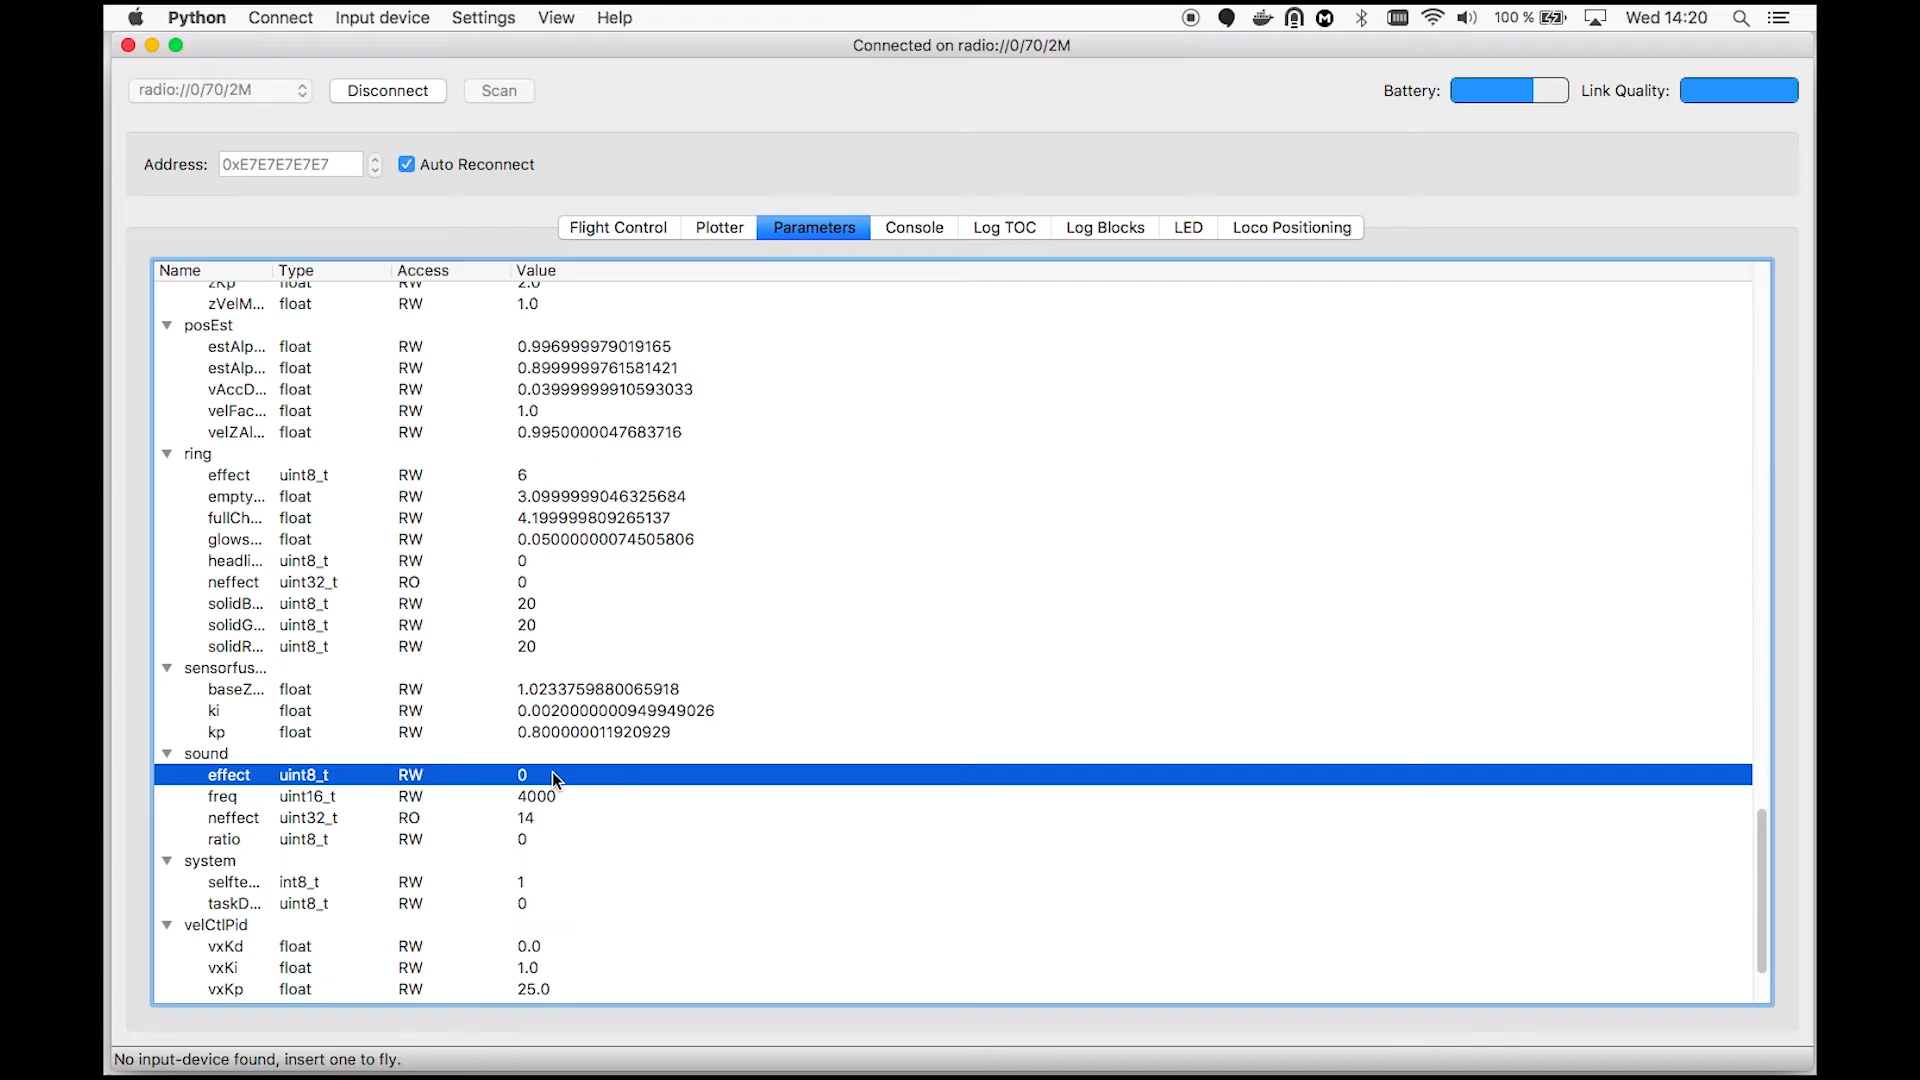 Python Connect Input device Settings View Help 100 % Wed 14:20
Connected on radio://0/70/2M
radio://0/70/2M Disconnect Scan Battery: Link Quality:
Address: 0xE7E7E7E7E7 Auto Reconnect
Flight Control Plotter Parameters Console Log TOC Log Blocks LED Loco Positioning
Name Type Access Value
zKp float RW 2.0
zVelM... float RW 1.0
posEst
estAlp... float RW 0.996999979019165
estAlp... float RW 0.8999999761581421
vAccD... float RW 0.03999999910593033
velFac... float RW 1.0
velZAl... float RW 0.9950000047683716
ring
effect uint8_t RW 6
empty... float RW 3.0999999046325684
fullCh... float RW 4.199999809265137
glows... float RW 0.05000000074505806
headli... uint8_t RW 0
neffect uint32_t RO 0
solidB... uint8_t RW 20
solidG... uint8_t RW 20
solidR... uint8_t RW 20
sensorfus...
baseZ... float RW 1.0233759880065918
ki float RW 0.0020000000949949026
kp float RW 0.800000011920929
sound
effect uint8_t RW 0
freq uint16_t RW 4000
neffect uint32_t RO 14
ratio uint8_t RW 0
system
selfte... int8_t RW 1
taskD... uint8_t RW 0
velCtlPid
vxKd float RW 0.0
vxKi float RW 1.0
vxKp float RW 25.0
No input-device found, insert one to fly.